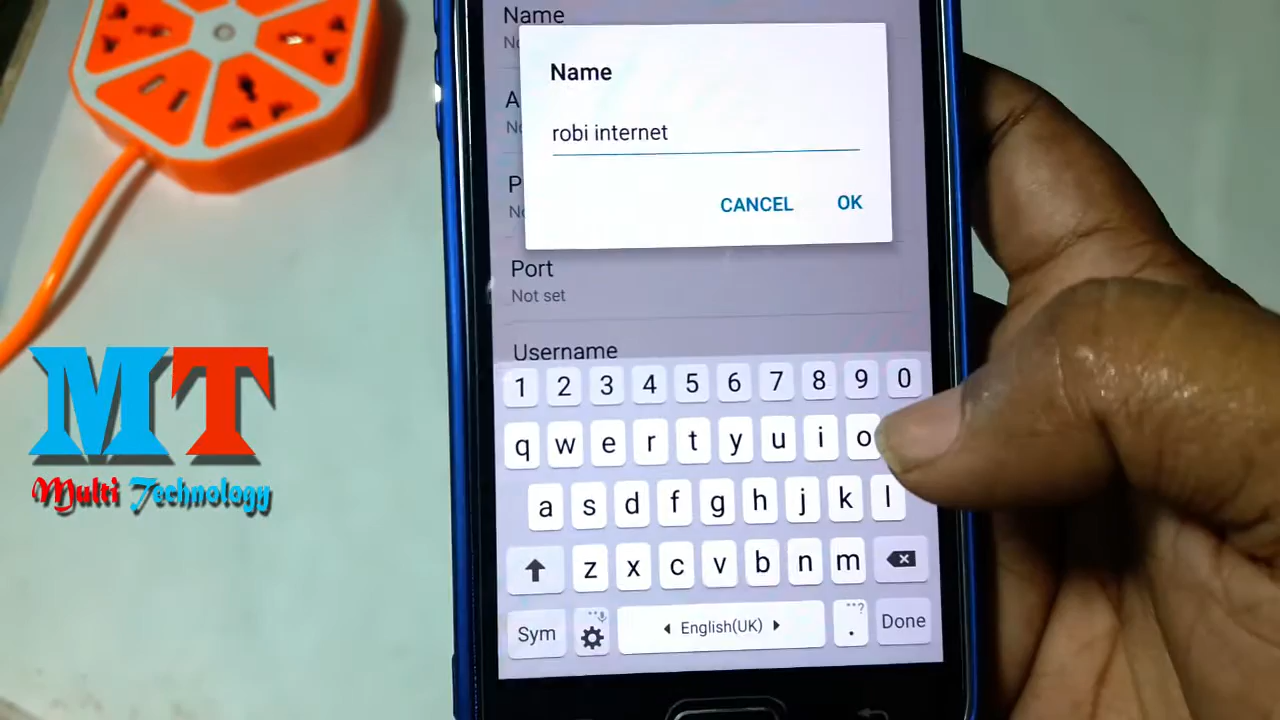 Name
No
Name
robi internet
CANCEL
OK
A
No
P
No
Port
Not set
Username
1 2 3 4 5 6 7 8 9 0
q w e r t y u i o
a s d f g h j k l
z x c v b n m
Sym
English(UK)
.
Done
MT
Multi Technology